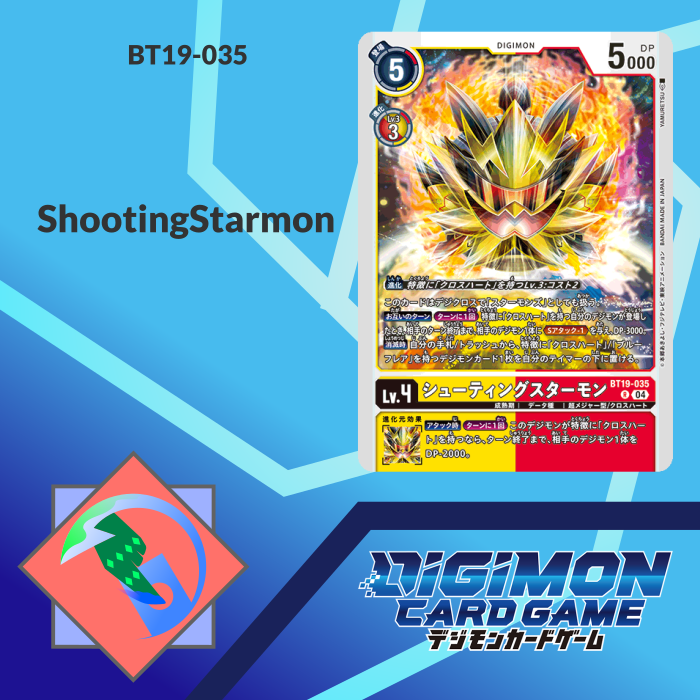 BT19-035
ShootingStarmon
登場
5
DIGIMON
DP
5000
進化
Lv.3
3
進化 特徴に「クロスハート」を持つLv.3:コスト2
このカードはデジクロスで「スターモンズ」としても扱う。
お互いのターン ターンに1回 特徴に「クロスハート」を持つ自分のデジモンが登場し
たとき、相手のターン終了まで、相手のデジモン1体に Sアタック-1 を与え、DP-3000。
消滅時 自分の手札/トラッシュから、特徴に「クロスハート」/「ブルー
フレア」を持つデジモンカード1枚を自分のテイマーの下に置ける。
BT19-035
Lv.4 シューティングスターモン
R 04
成熟期 | データ種 | 超メジャー型/クロスハート
進化元効果
アタック時 ターンに1回 このデジモンが特徴に「クロスハー
ト」を持つなら、ターン終了まで、相手のデジモン1体を
DP-2000。
YAMURETSU
BANDAI MADE IN JAPAN
DIGIMON
CARD GAME
デジモンカードゲーム